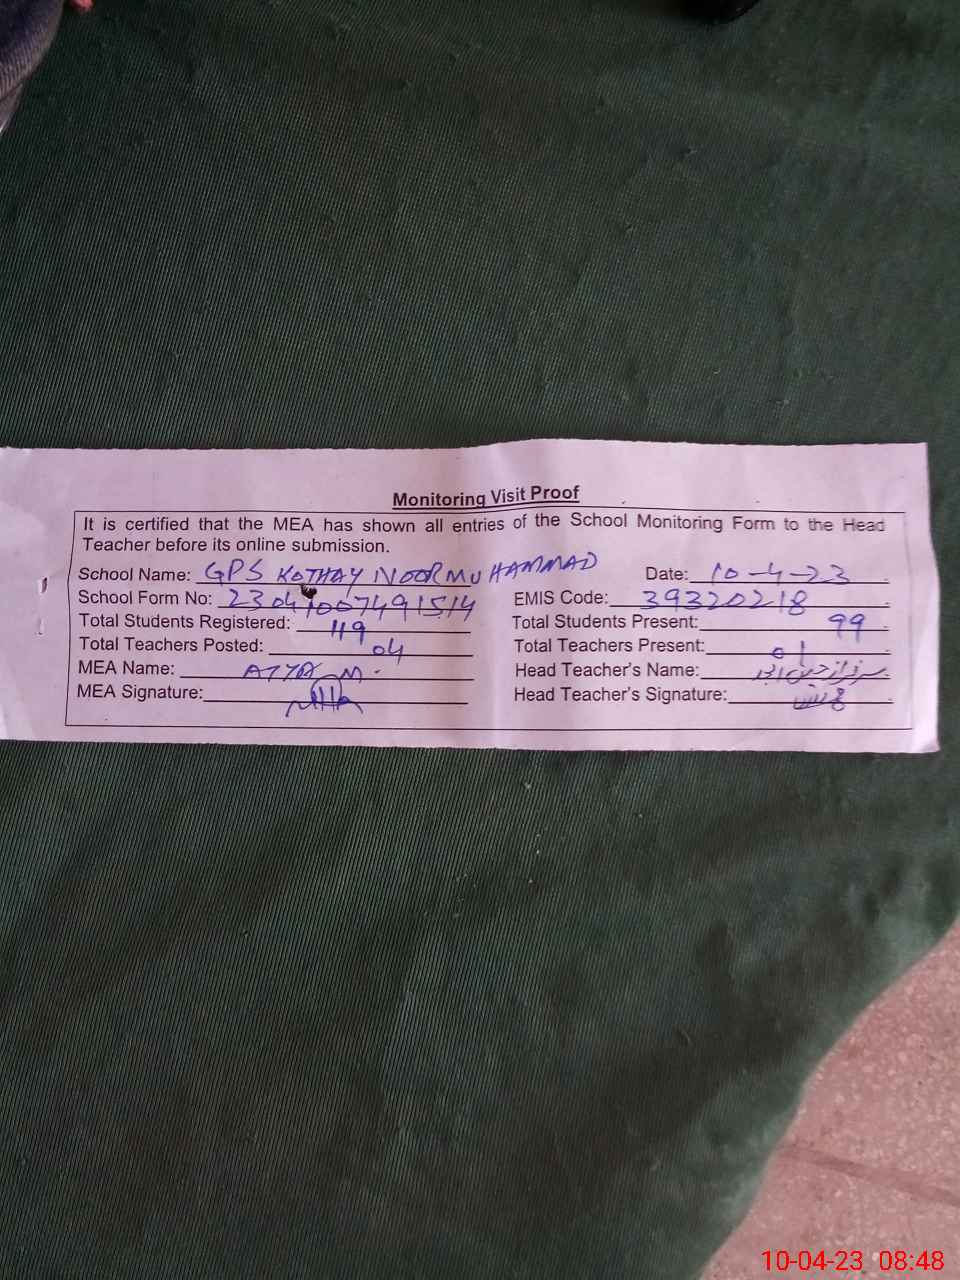 Monitoring Visit Proof
It is certified that the MEA has shown all entries of the School Monitoring Form to the Head
Teacher before its online submission.
School Name: GPS KOTHAY NOOR MUHAMMAD Date: 10-4-23
School Form No: 23041007491514 EMIS Code: 39320218
Total Students Registered: 119 Total Students Present: 99
Total Teachers Posted: 04 Total Teachers Present: 01
MEA Name: ATTA M. Head Teacher's Name:
MEA Signature: Head Teacher's Signature:
10-04-23 08:48